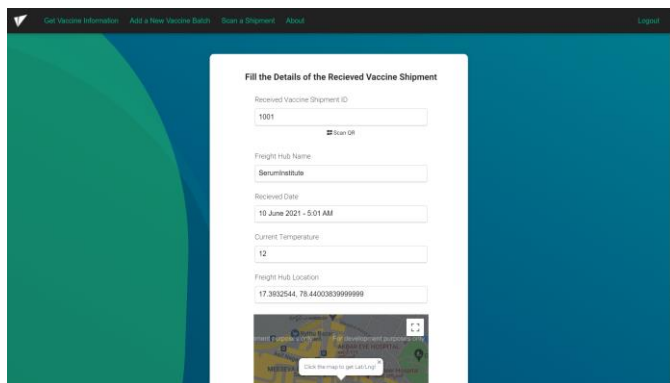 Get Vaccine Information Add a New Vaccine Batch Scan a Shipment About Logout
Fill the Details of the Recieved Vaccine Shipment
Received Vaccine Shipment ID
1001
Scan QR
Freight Hub Name
SerumInstitute
Recieved Date
10 June 2021 - 5:01 AM
Current Temperature
12
Freight Hub Location
17.3932544, 78.44003839999999
For development purposes only
Click the map to get Lat/Lng!